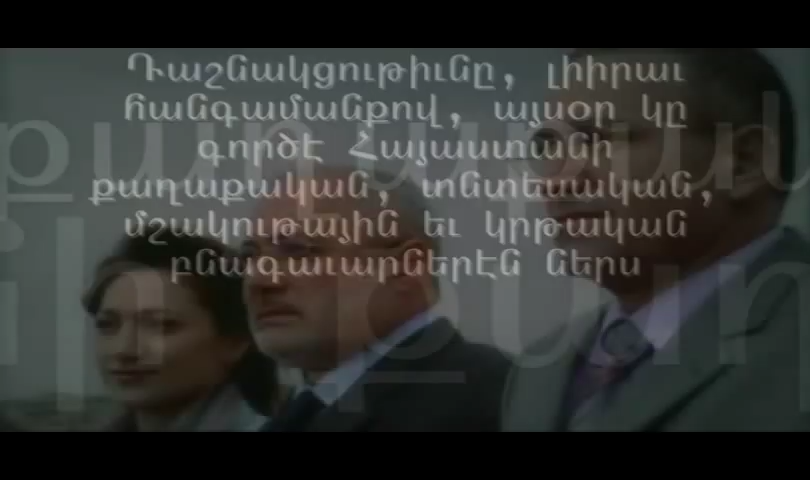 Դաշնակցութիւնը, լիիրաւ
հանգամանքով, այսօր կը
գործէ Հայաստանի
քաղաքական, տնտեսական,
մշակութային եւ կրթական
բնագաւառներէն ներս